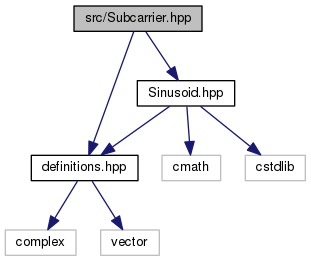 src/Subcarrier.hpp
Sinusoid.hpp
definitions.hpp
cmath
cstdlib
complex
vector